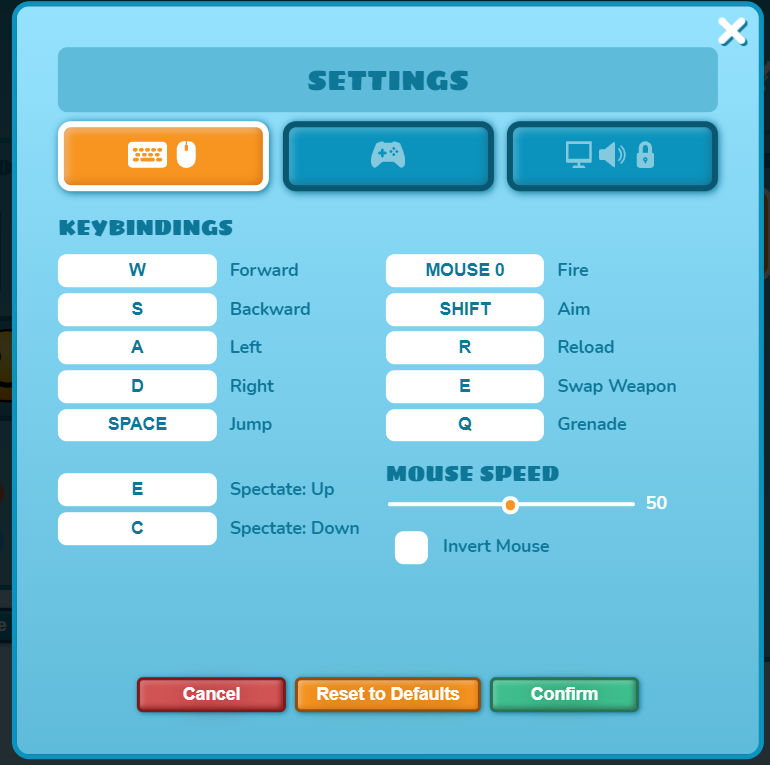 SETTINGS
KEYBINDINGS
W Forward
S Backward
A Left
D Right
SPACE Jump
E Spectate: Up
C Spectate: Down
MOUSE 0 Fire
SHIFT Aim
R Reload
E Swap Weapon
Q Grenade
MOUSE SPEED
50
Invert Mouse
Cancel Reset to Defaults Confirm